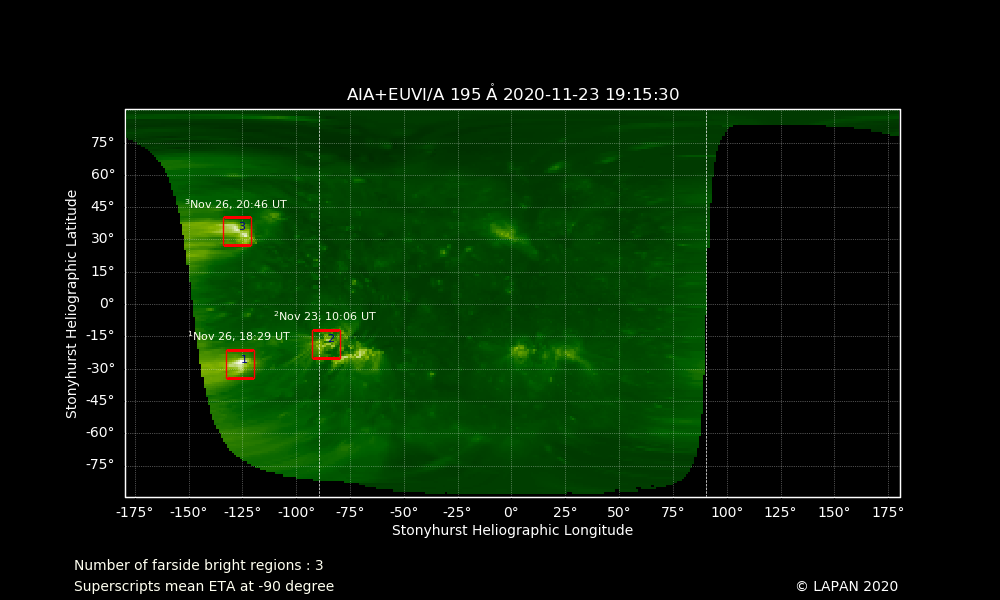 AIA+EUVI/A 195 Å 2020-11-23 19:15:30
Stonyhurst Heliographic Latitude
75°
60°
45°
30°
15°
0°
-15°
-30°
-45°
-60°
-75°
³Nov 26, 20:46 UT
3
²Nov 23, 10:06 UT
2
¹Nov 26, 18:29 UT
1
-175° -150° -125° -100° -75° -50° -25° 0° 25° 50° 75° 100° 125° 150° 175°
Stonyhurst Heliographic Longitude
Number of farside bright regions : 3
Superscripts mean ETA at -90 degree
© LAPAN 2020